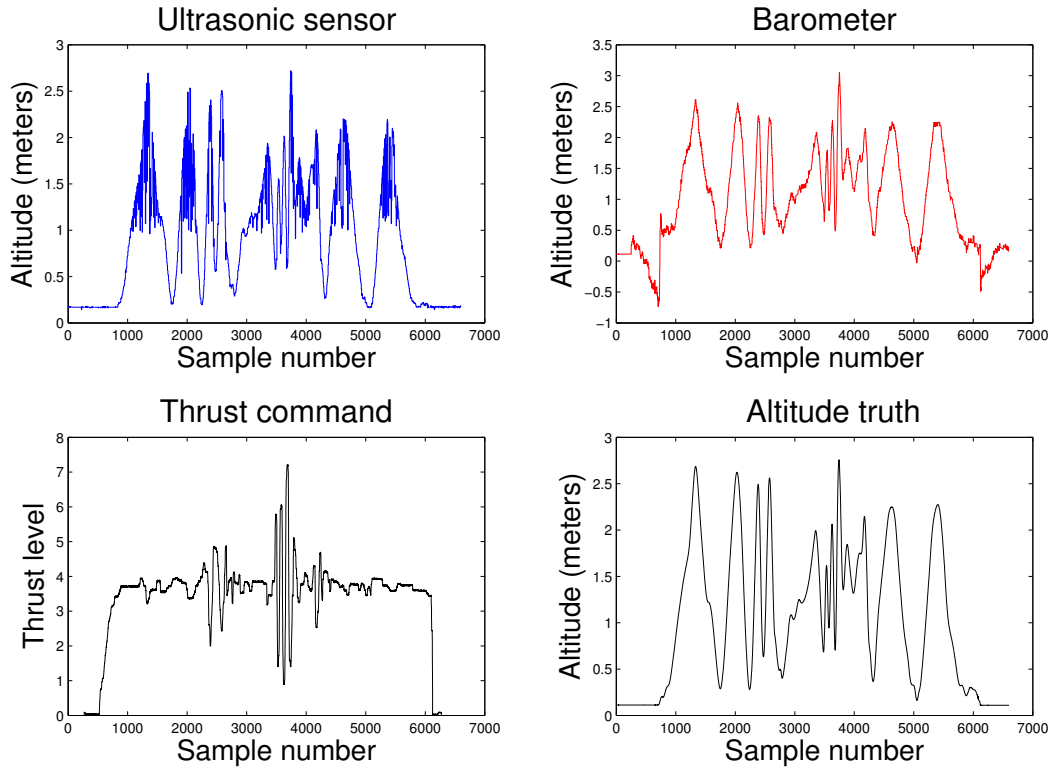 Ultrasonic sensor
3
2.5
2
1.5
1
0.5
0
Altitude (meters)
1000 2000 3000 4000 5000 6000 7000
Sample number
Barometer
3.5
3
2.5
2
1.5
1
0.5
0
−0.5
−1
Altitude (meters)
1000 2000 3000 4000 5000 6000 7000
Sample number
Thrust command
8
7
6
5
4
3
2
1
0
Thrust level
0 1000 2000 3000 4000 5000 6000 7000
Sample number
Altitude truth
3
2.5
2
1.5
1
0.5
0
Altitude (meters)
0 1000 2000 3000 4000 5000 6000 7000
Sample number